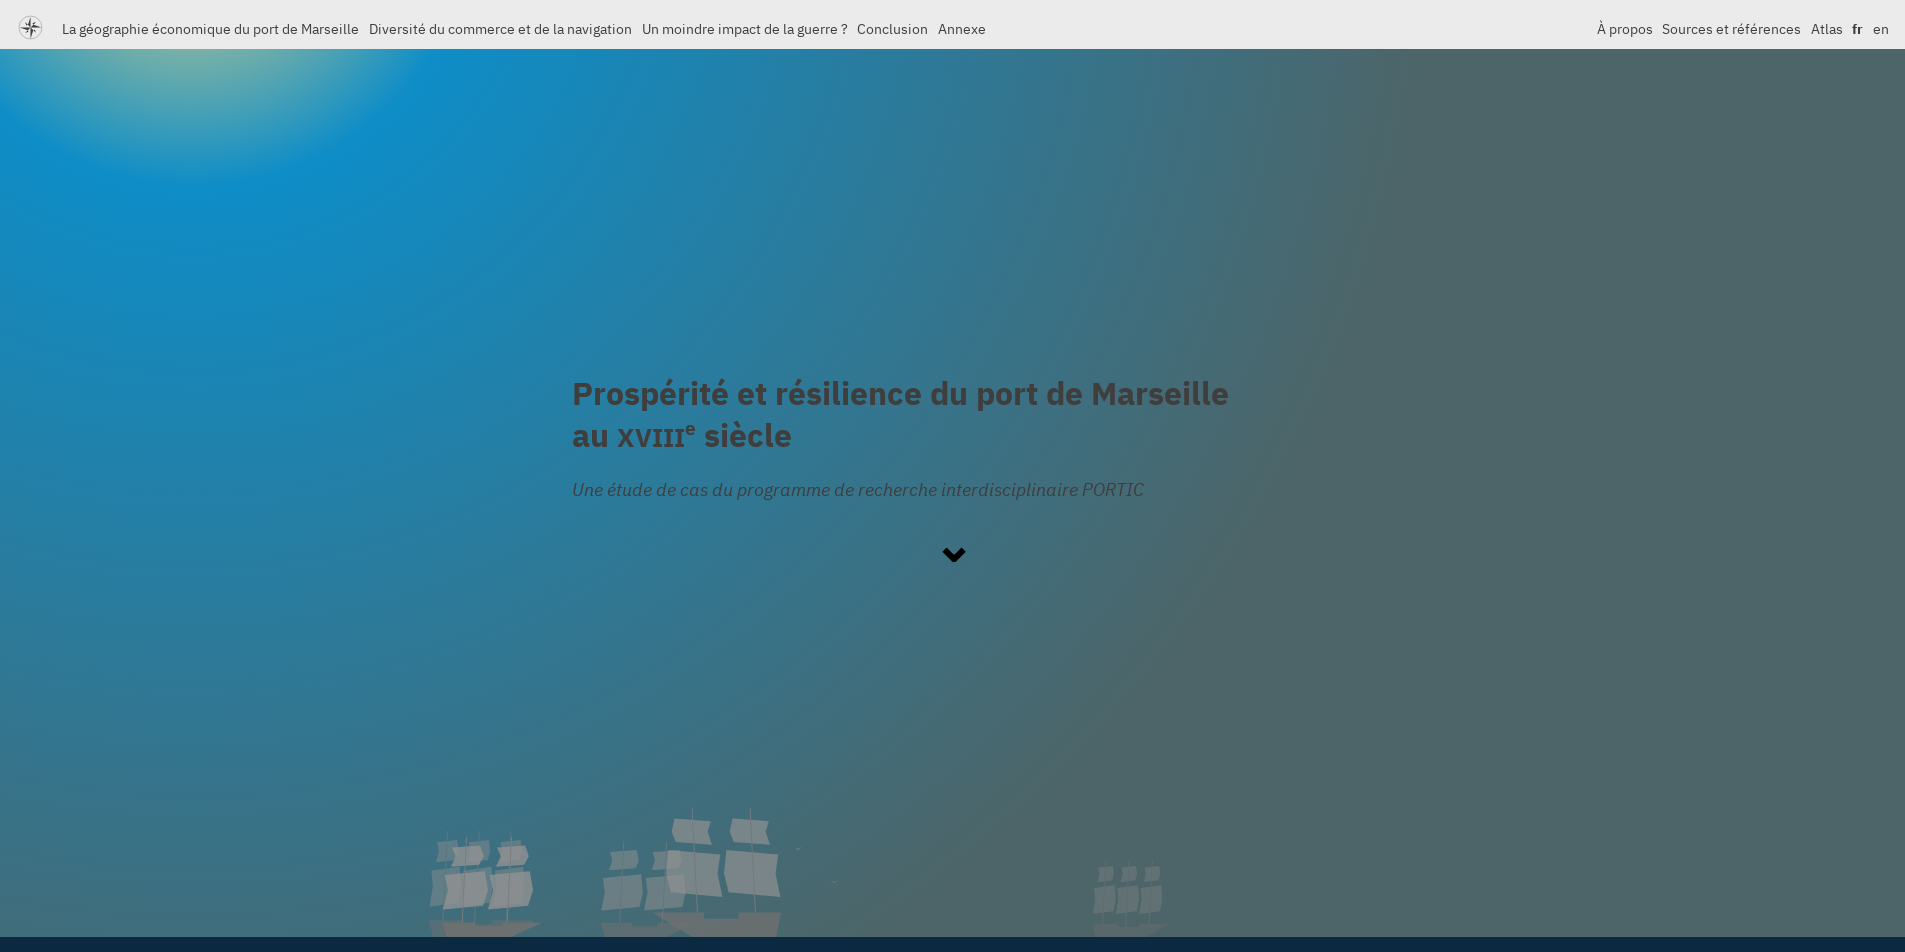 La géographie économique du port de Marseille Diversité du commerce et de la navigation Un moindre impact de la guerre ? Conclusion Annexe À propos Sources et références Atlas fr en
Prospérité et résilience du port de Marseille
au XVIIIe siècle
Une étude de cas du programme de recherche interdisciplinaire PORTIC